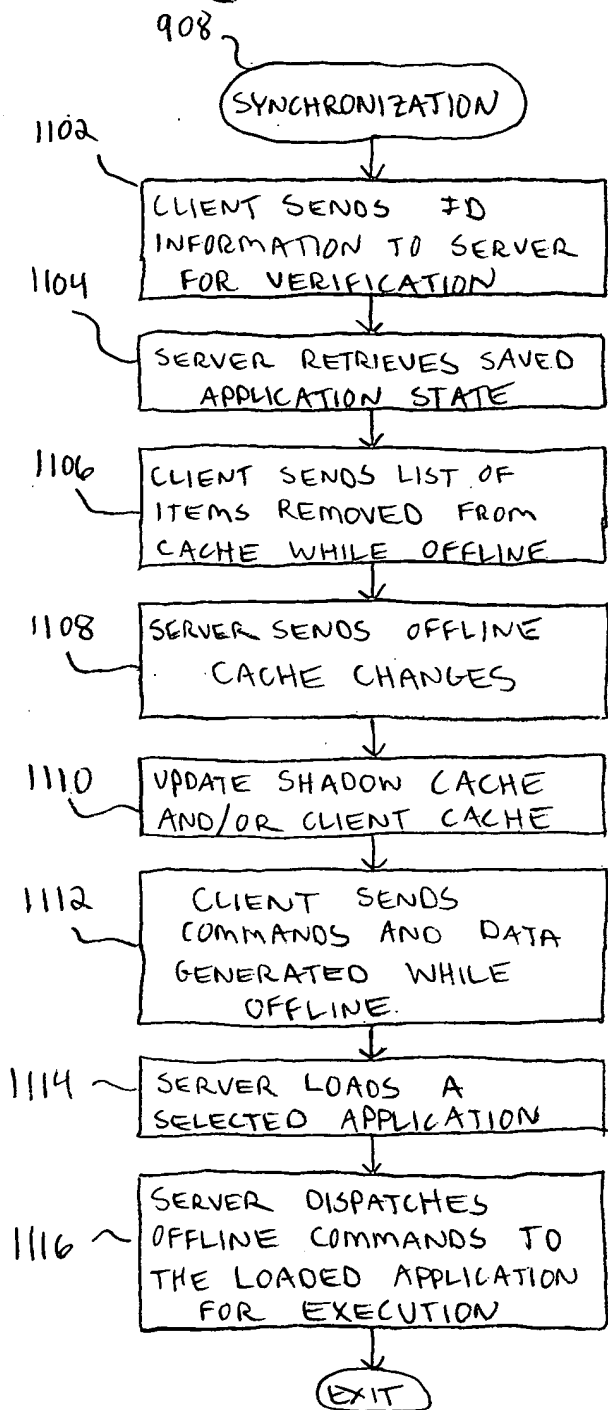 908
SYNCHRONIZATION
1102
CLIENT SENDS ID
INFORMATION TO SERVER
FOR VERIFICATION
1104
SERVER RETRIEVES SAVED
APPLICATION STATE
1106
CLIENT SENDS LIST OF
ITEMS REMOVED FROM
CACHE WHILE OFFLINE
1108
SERVER SENDS OFFLINE
CACHE CHANGES
1110
UPDATE SHADOW CACHE
AND/OR CLIENT CACHE
1112
CLIENT SENDS
COMMANDS AND DATA
GENERATED WHILE
OFFLINE.
1114
SERVER LOADS A
SELECTED APPLICATION
1116
SERVER DISPATCHES
OFFLINE COMMANDS TO
THE LOADED APPLICATION
FOR EXECUTION
EXIT